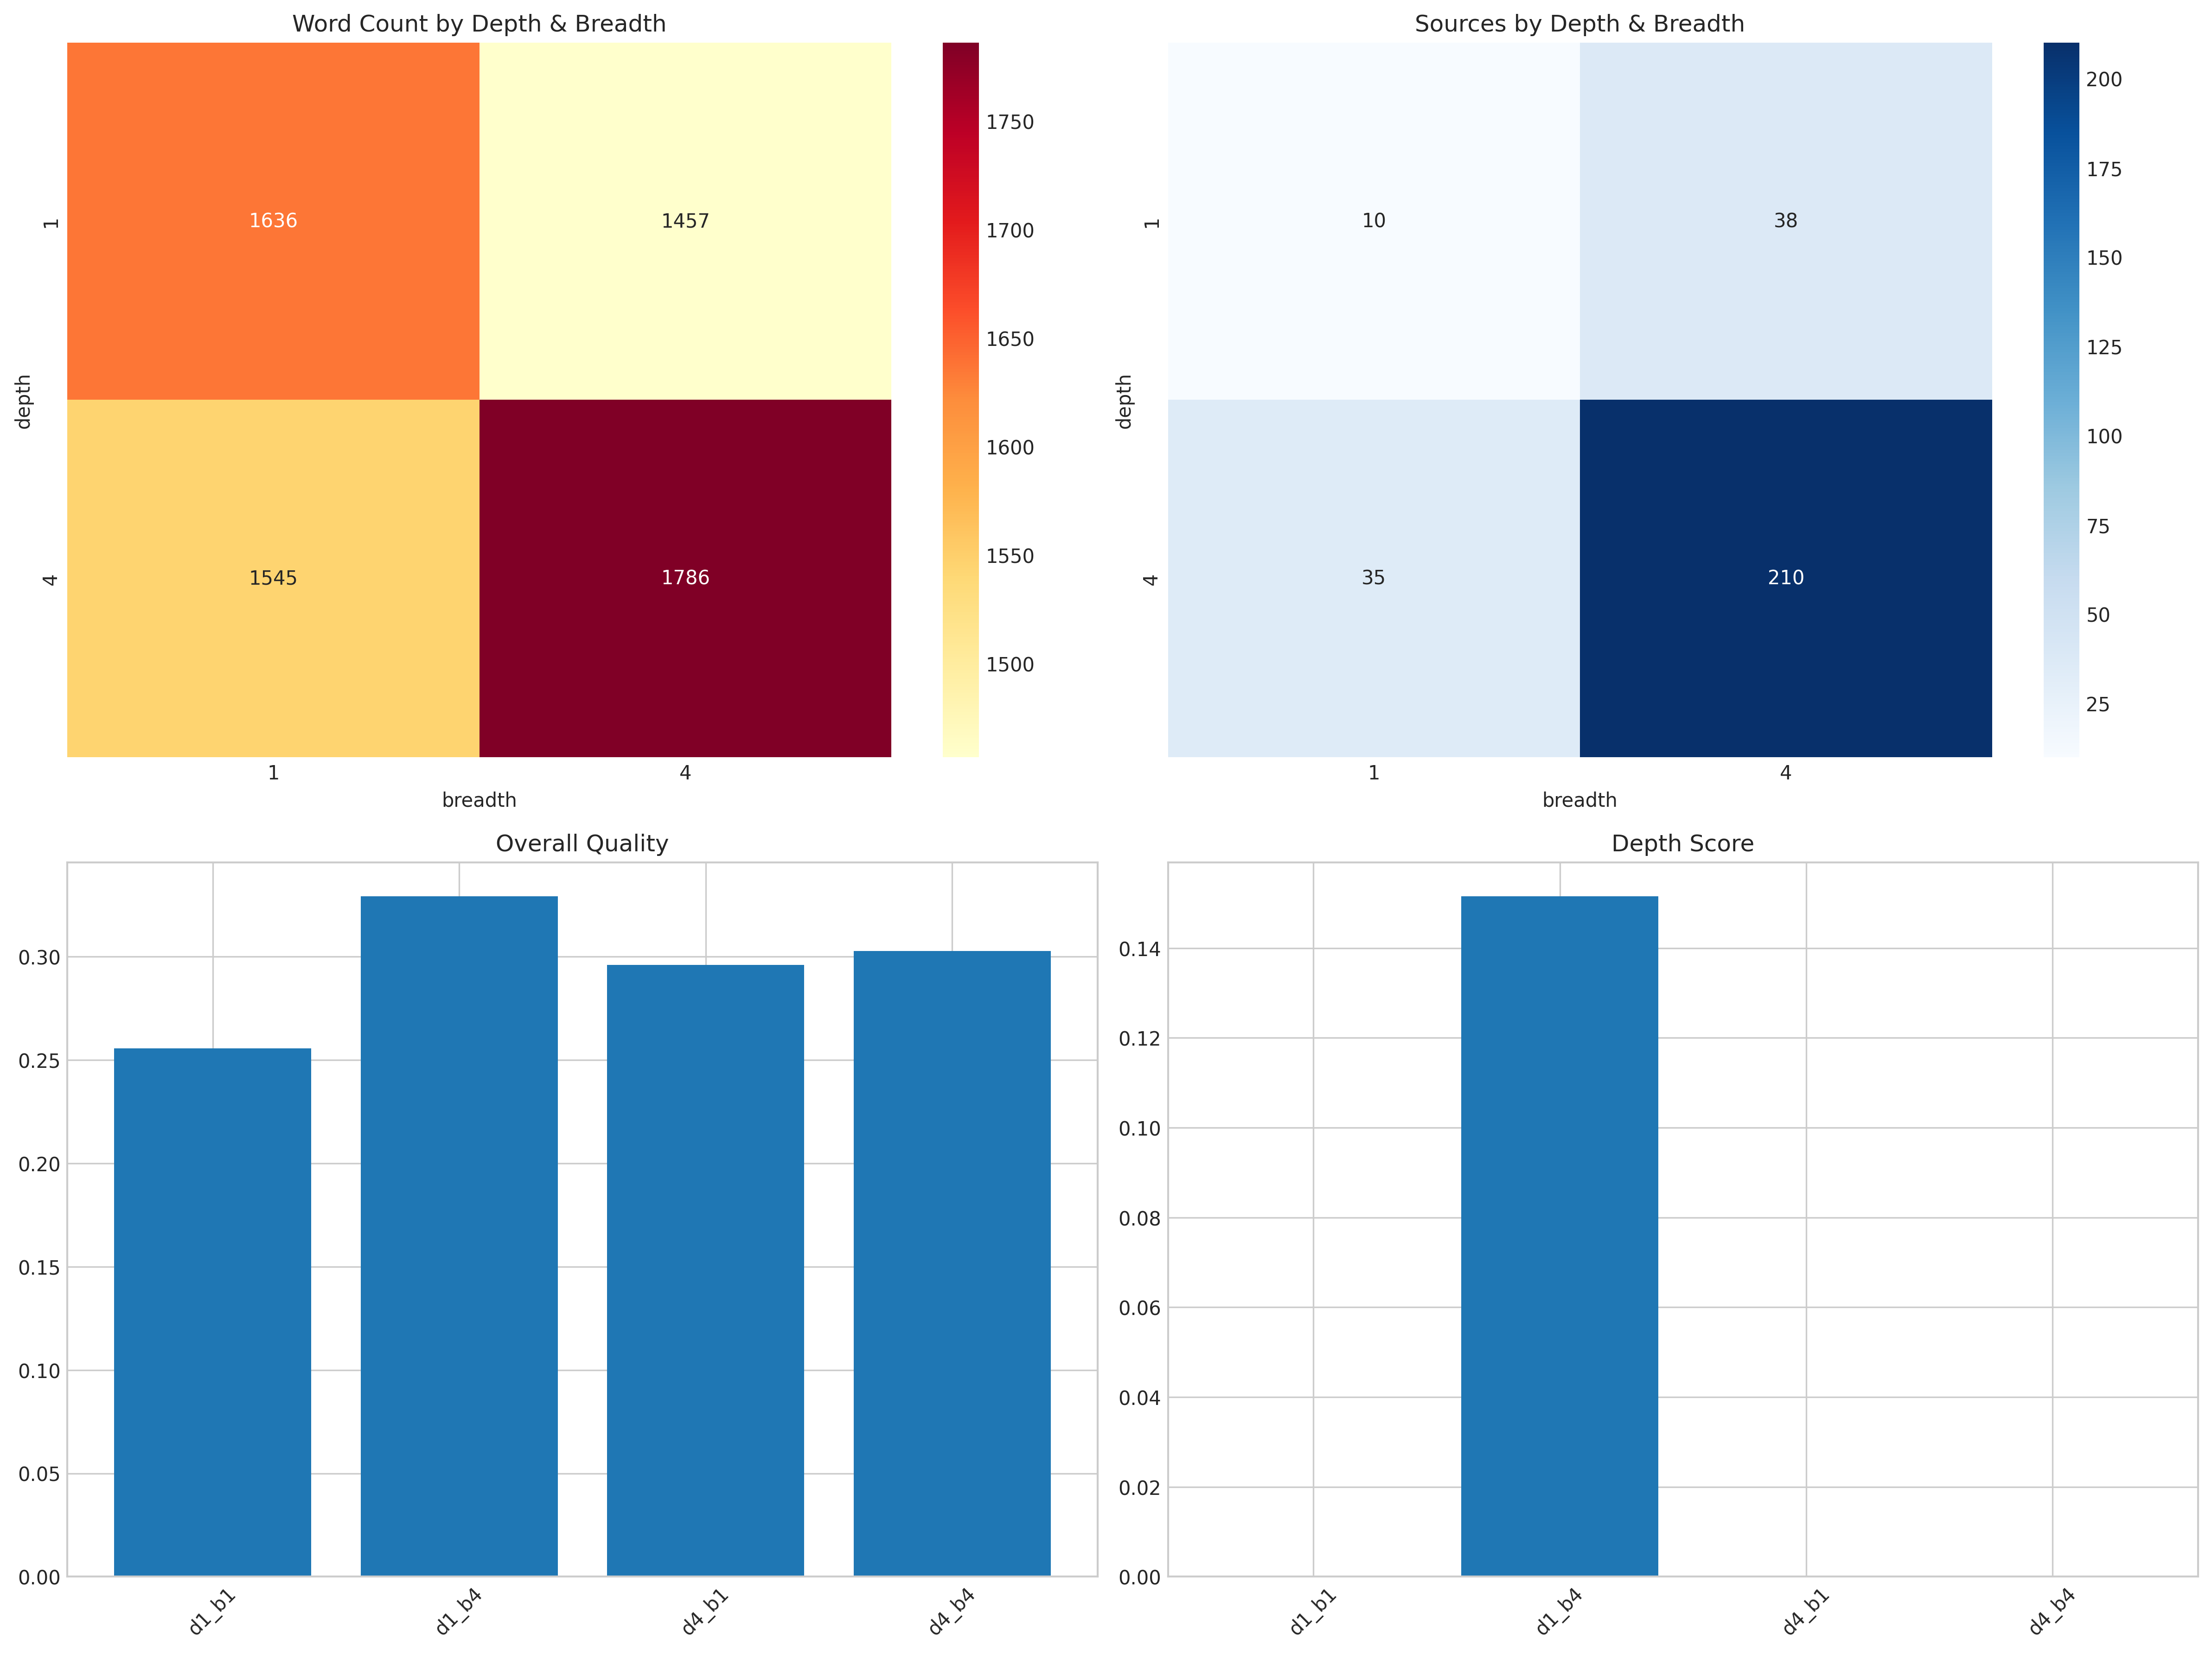 Word Count by Depth & Breadth
1636
1457
1545
1786
1
4
depth
1
4
breadth
1750
1700
1650
1600
1550
1500
Sources by Depth & Breadth
10
38
35
210
1
4
depth
1
4
breadth
200
175
150
125
100
75
50
25
Overall Quality
0.30
0.25
0.20
0.15
0.10
0.05
0.00
d1_b1
d1_b4
d4_b1
d4_b4
Depth Score
0.14
0.12
0.10
0.08
0.06
0.04
0.02
0.00
d1_b1
d1_b4
d4_b1
d4_b4